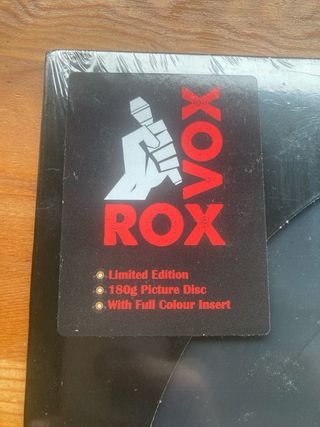 ROX VOX
Limited Edition
180g Picture Disc
With Full Colour Insert